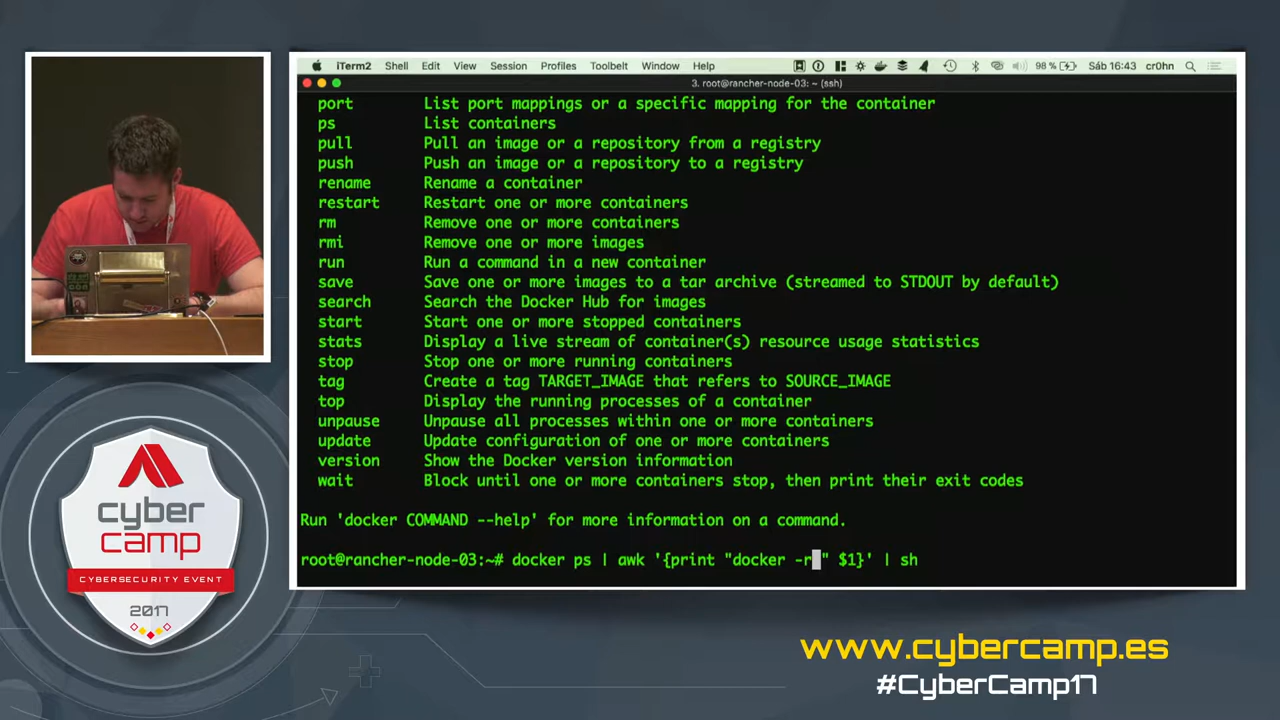 iTerm2 Shell Edit View Session Profiles Toolbelt Window Help 98 % Sáb 16:43 cr0hn
3. root@rancher-node-03: ~ (ssh)
port List port mappings or a specific mapping for the container
ps List containers
pull Pull an image or a repository from a registry
push Push an image or a repository to a registry
rename Rename a container
restart Restart one or more containers
rm Remove one or more containers
rmi Remove one or more images
run Run a command in a new container
save Save one or more images to a tar archive (streamed to STDOUT by default)
search Search the Docker Hub for images
start Start one or more stopped containers
stats Display a live stream of container(s) resource usage statistics
stop Stop one or more running containers
tag Create a tag TARGET_IMAGE that refers to SOURCE_IMAGE
top Display the running processes of a container
unpause Unpause all processes within one or more containers
update Update configuration of one or more containers
version Show the Docker version information
wait Block until one or more containers stop, then print their exit codes
Run 'docker COMMAND --help' for more information on a command.
root@rancher-node-03:~# docker ps | awk '{print "docker -r " $1}' | sh
cyber
camp
CYBERSECURITY EVENT
2017
www.cybercamp.es
#CyberCamp17